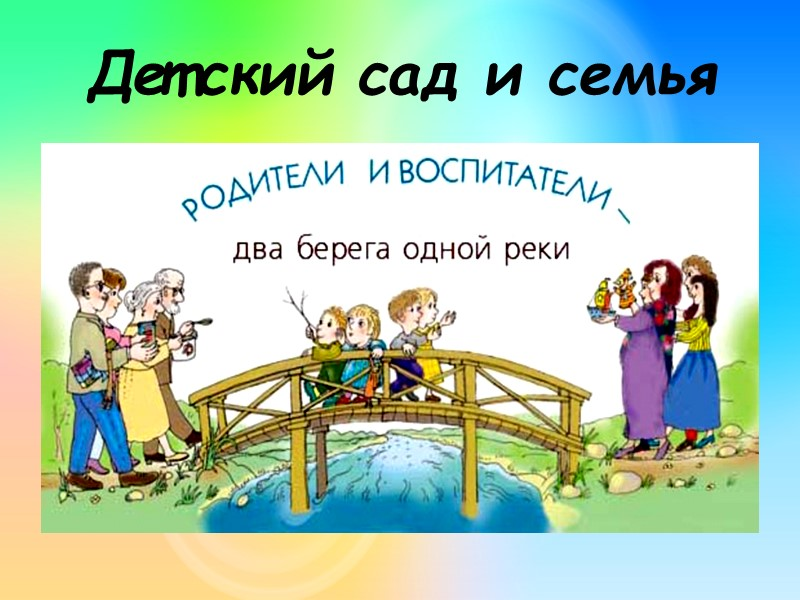 Детский сад и семья
РОДИТЕЛИ И ВОСПИТАТЕЛИ –
два берега одной реки